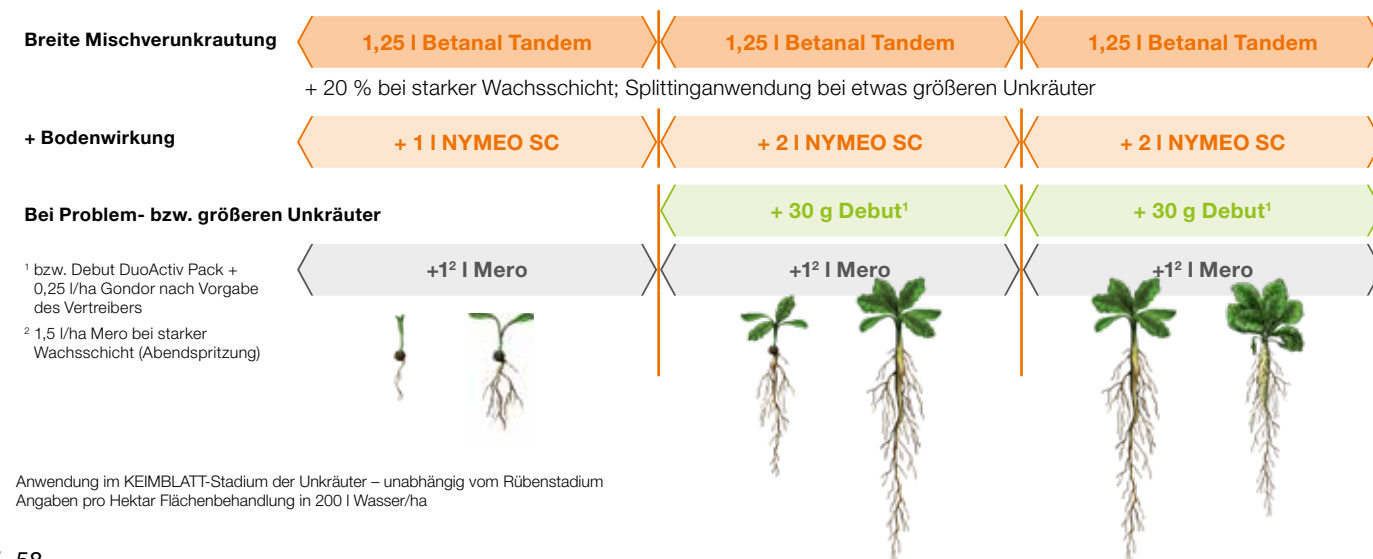 Breite Mischverunkrautung
1,25 l Betanal Tandem
1,25 l Betanal Tandem
1,25 l Betanal Tandem
+ 20 % bei starker Wachsschicht; Splittinganwendung bei etwas größeren Unkräuter
+ Bodenwirkung
+ 1 l NYMEO SC
+ 2 l NYMEO SC
+ 2 l NYMEO SC
Bei Problem- bzw. größeren Unkräuter
+ 30 g Debut¹
+ 30 g Debut¹
+1² l Mero
+1² l Mero
+1² l Mero
¹ bzw. Debut DuoActiv Pack +
0,25 l/ha Gondor nach Vorgabe
des Vertreibers
² 1,5 l/ha Mero bei starker
Wachsschicht (Abendspritzung)
Anwendung im KEIMBLATT-Stadium der Unkräuter – unabhängig vom Rübenstadium
Angaben pro Hektar Flächenbehandlung in 200 l Wasser/ha
58